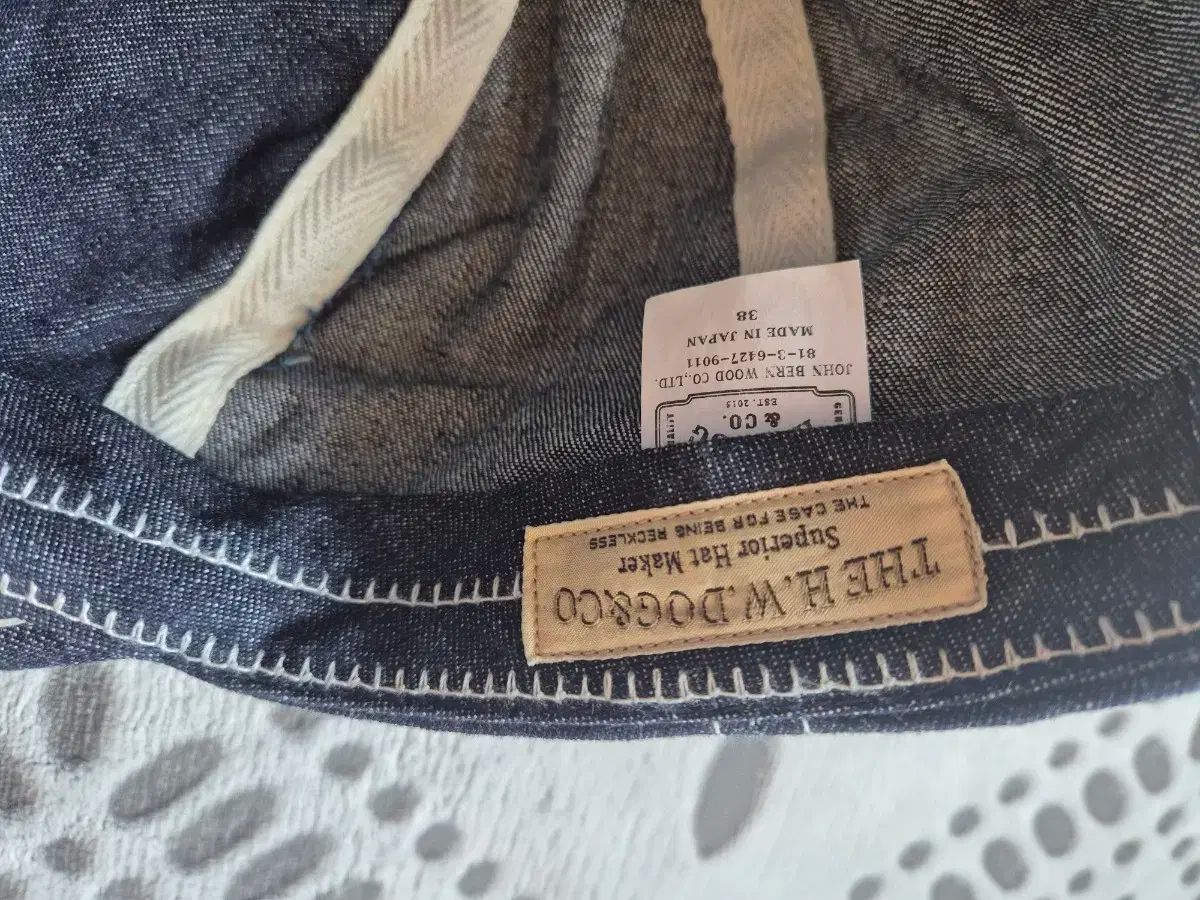 THE H.W.DOG&CO
Superior Hat Maker
THE CASE FOR BEING RECKLESS.
& CO.
EST. 2015
JOHN BERN WOOD CO.,LTD.
81-3-6427-9011
MADE IN JAPAN
38